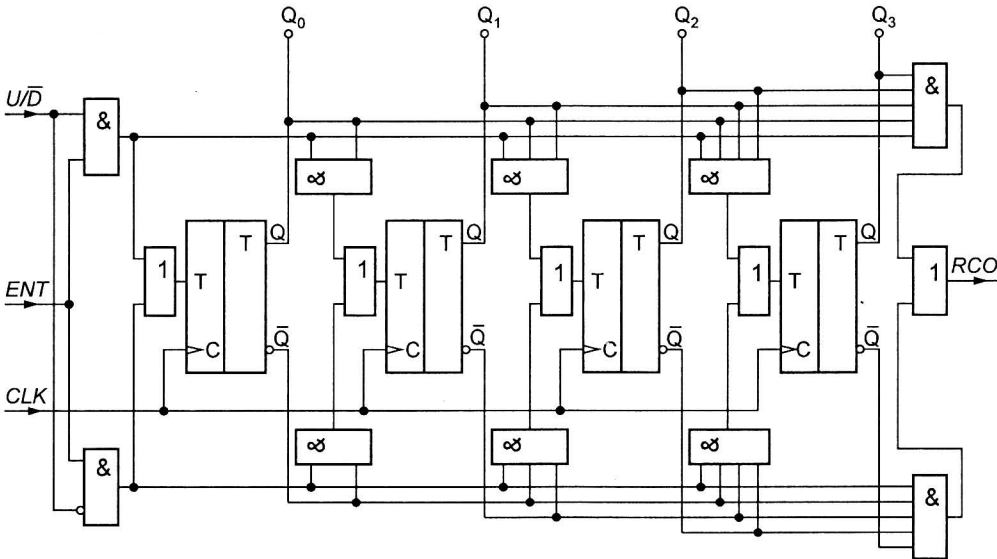 Q0 Q1 Q2 Q3
U/D̅
& &
& & &
Q T Q T Q T Q T
1 T 1 T 1 T 1 T 1 RCO
ENT
Q̅ Q̅ Q̅ Q̅
C C C C
CLK
& & &
& &